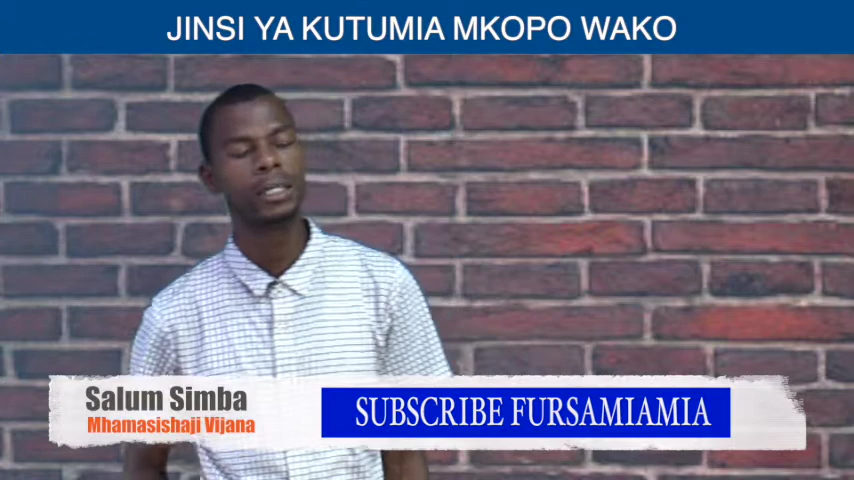 JINSI YA KUTUMIA MKOPO WAKO
Salum Simba
Mhamasishaji Vijana
SUBSCRIBE FURSAMIAMIA